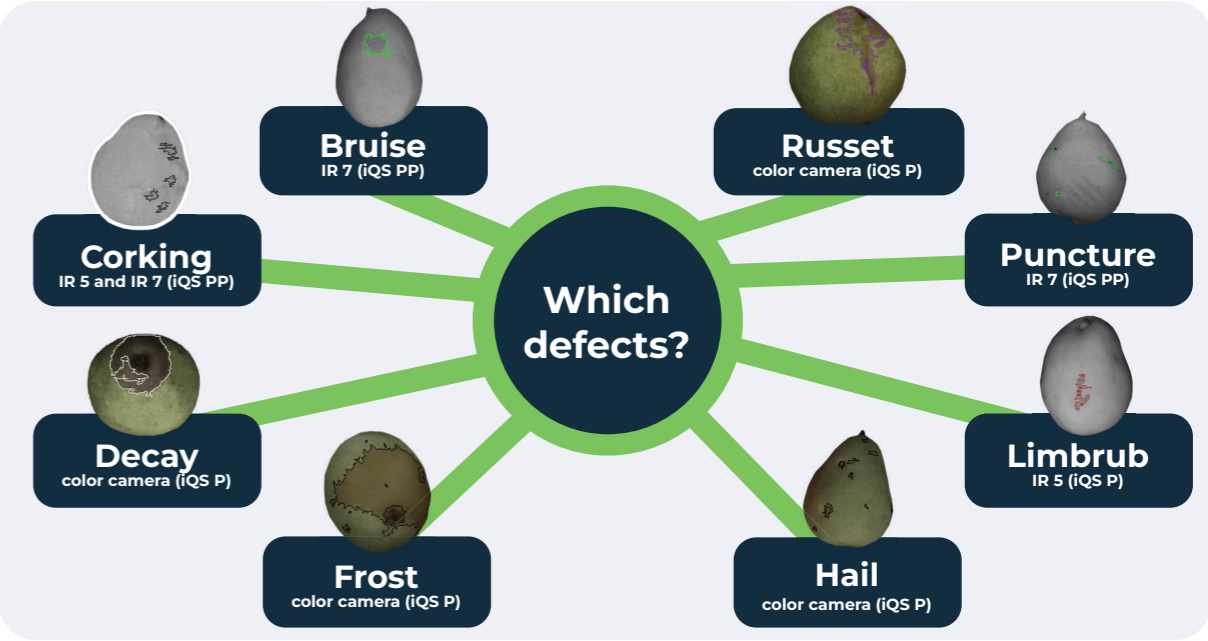 Bruise
IR 7 (iQS PP)
Russet
color camera (iQS P)
Corking
IR 5 and IR 7 (iQS PP)
Puncture
IR 7 (iQS PP)
Which
defects?
Decay
color camera (iQS P)
Limbrub
IR 5 (iQS P)
Frost
color camera (iQS P)
Hail
color camera (iQS P)